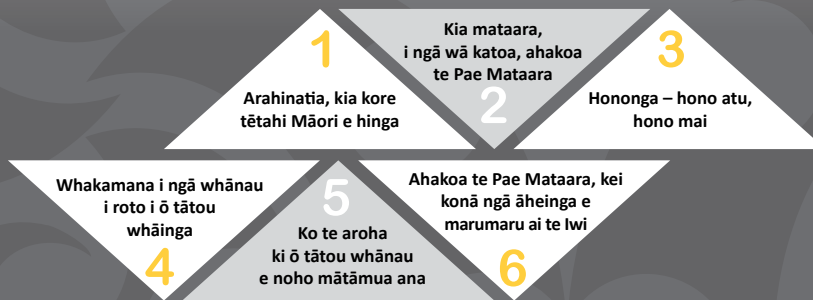 1
Arahinatia, kia kore
tētahi Māori e hinga
Kia mataara,
i ngā wā katoa, ahakoa
te Pae Mataara
2
3
Hononga – hono atu,
hono mai
Whakamana i ngā whānau
i roto i ō tātou
whāinga
4
5
Ko te aroha
ki ō tātou whānau
e noho mātāmua ana
Ahakoa te Pae Mataara, kei
konā ngā āheinga e
marumaru ai te Iwi
6